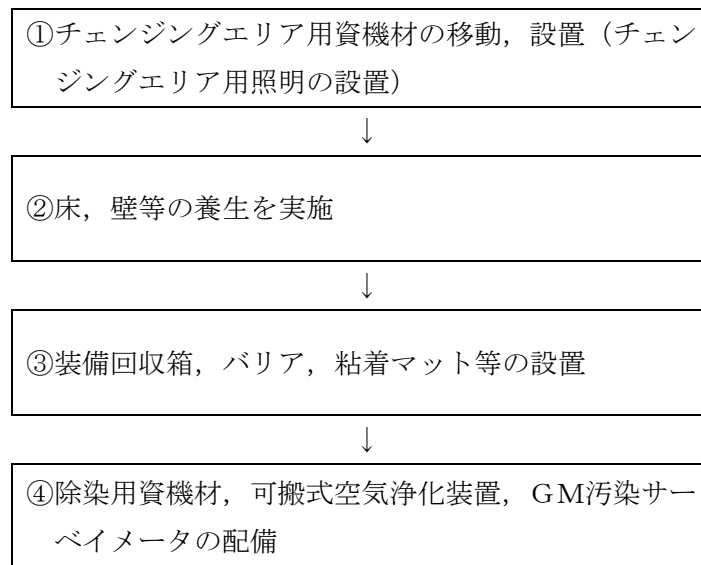 ①チェンジングエリア用資機材の移動，設置（チェン
ジングエリア用照明の設置）
↓
②床，壁等の養生を実施
↓
③装備回収箱，バリア，粘着マット等の設置
↓
④除染用資機材，可搬式空気浄化装置，ＧＭ汚染サー
ベイメータの配備